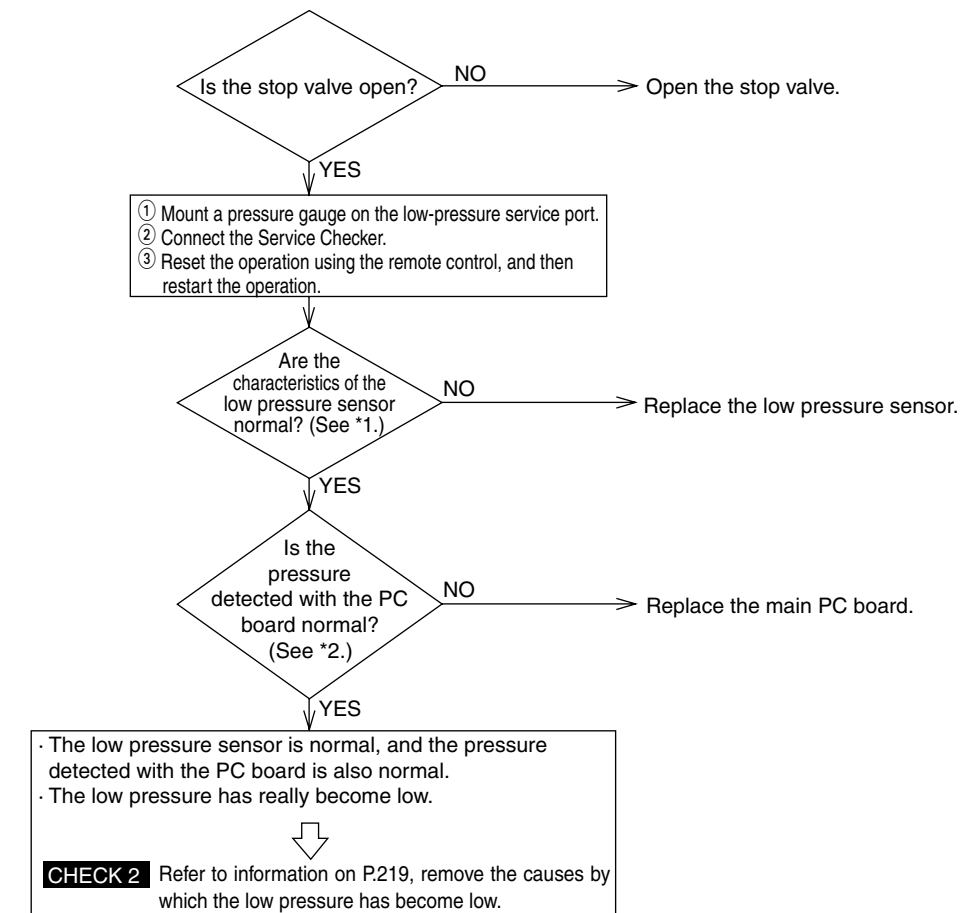 Is the stop valve open?
NO
Open the stop valve.
YES
① Mount a pressure gauge on the low-pressure service port.
② Connect the Service Checker.
③ Reset the operation using the remote control, and then
restart the operation.
Are the
characteristics of the
low pressure sensor
normal? (See *1.)
NO
Replace the low pressure sensor.
YES
Is the
pressure
detected with the PC
board normal?
(See *2.)
NO
Replace the main PC board.
YES
· The low pressure sensor is normal, and the pressure
detected with the PC board is also normal.
· The low pressure has really become low.
CHECK 2 Refer to information on P.219, remove the causes by
which the low pressure has become low.